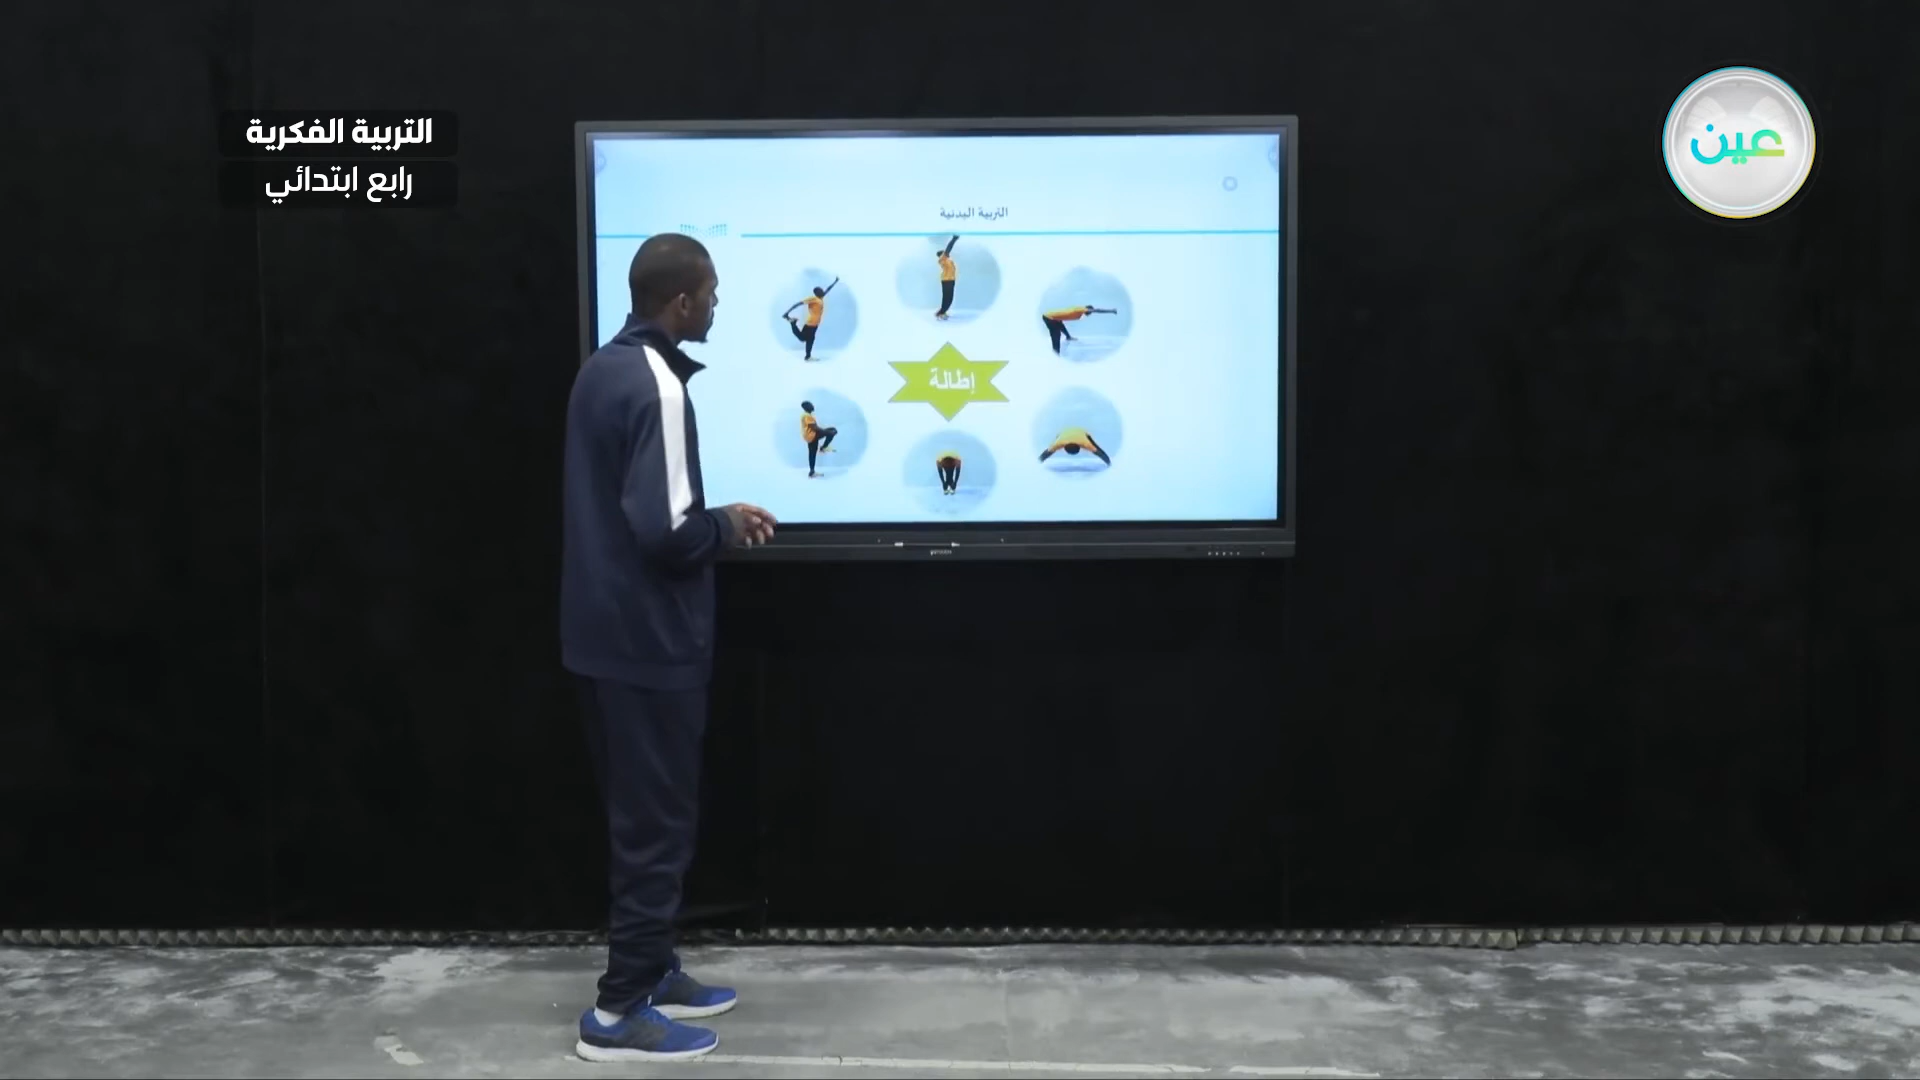 التربية الفكرية
رابع ابتدائي
عين
التربية البدنية
إطالة